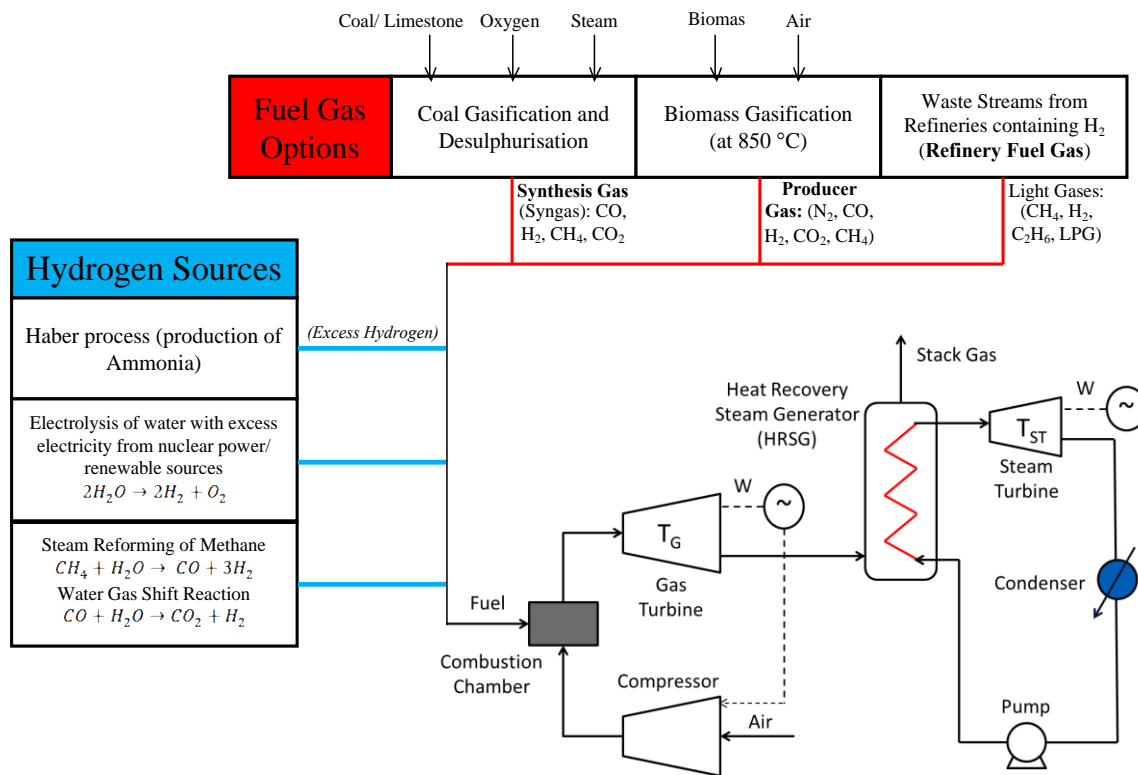 Coal/ Limestone
Oxygen
Steam
Biomas
Air
Fuel Gas
Options
Coal Gasification and
Desulphurisation
Biomass Gasification
(at 850 °C)
Waste Streams from
Refineries containing H₂
(Refinery Fuel Gas)
Synthesis Gas
(Syngas): CO,
H₂, CH₄, CO₂
Producer
Gas: (N₂, CO,
H₂, CO₂, CH₄)
Light Gases:
(CH₄, H₂,
C₂H₆, LPG)
Hydrogen Sources
Haber process (production of
Ammonia)
(Excess Hydrogen)
Electrolysis of water with excess
electricity from nuclear power/
renewable sources
2H₂O → 2H₂ + O₂
Steam Reforming of Methane
CH₄ + H₂O → CO + 3H₂
Water Gas Shift Reaction
CO + H₂O → CO₂ + H₂
Stack Gas
Heat Recovery
Steam Generator
(HRSG)
W
~
T_ST
Steam
Turbine
W
~
T_G
Gas
Turbine
Condenser
Fuel
Combustion
Chamber
Compressor
Air
Pump